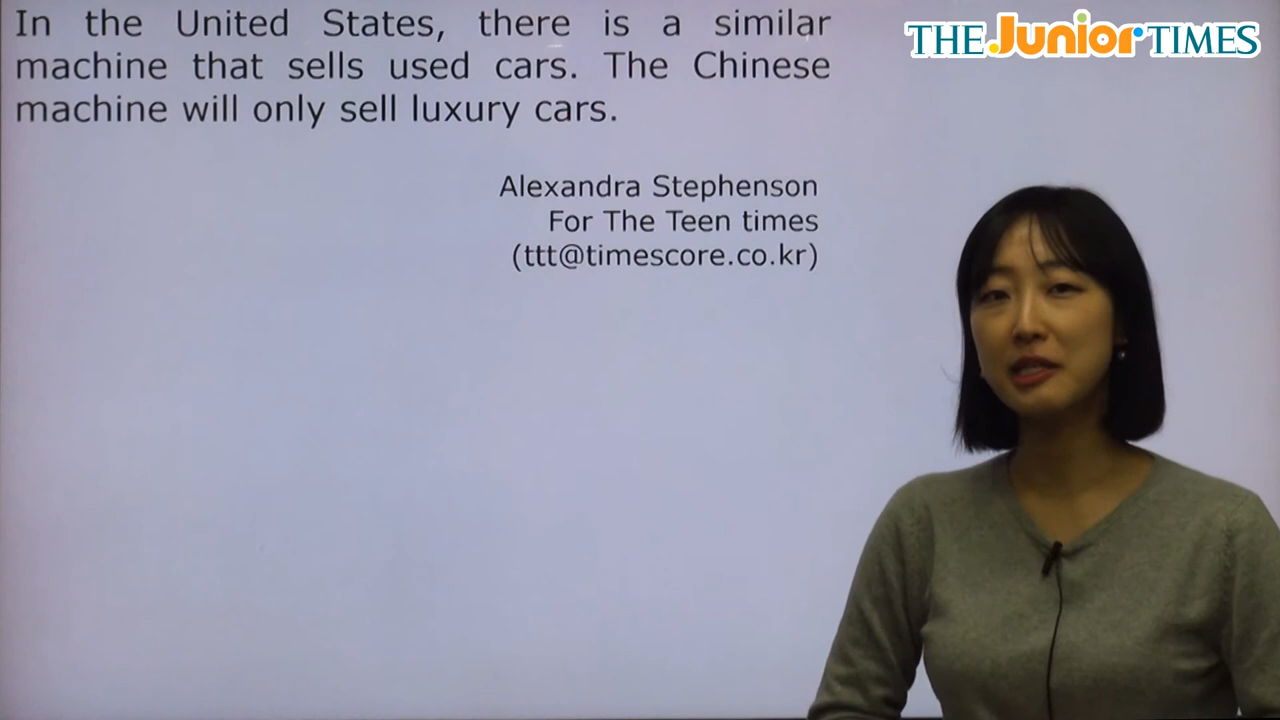 In the United States, there is a similar
machine that sells used cars. The Chinese
machine will only sell luxury cars.
Alexandra Stephenson
For The Teen times
(ttt@timescore.co.kr)
THE Junior TIMES